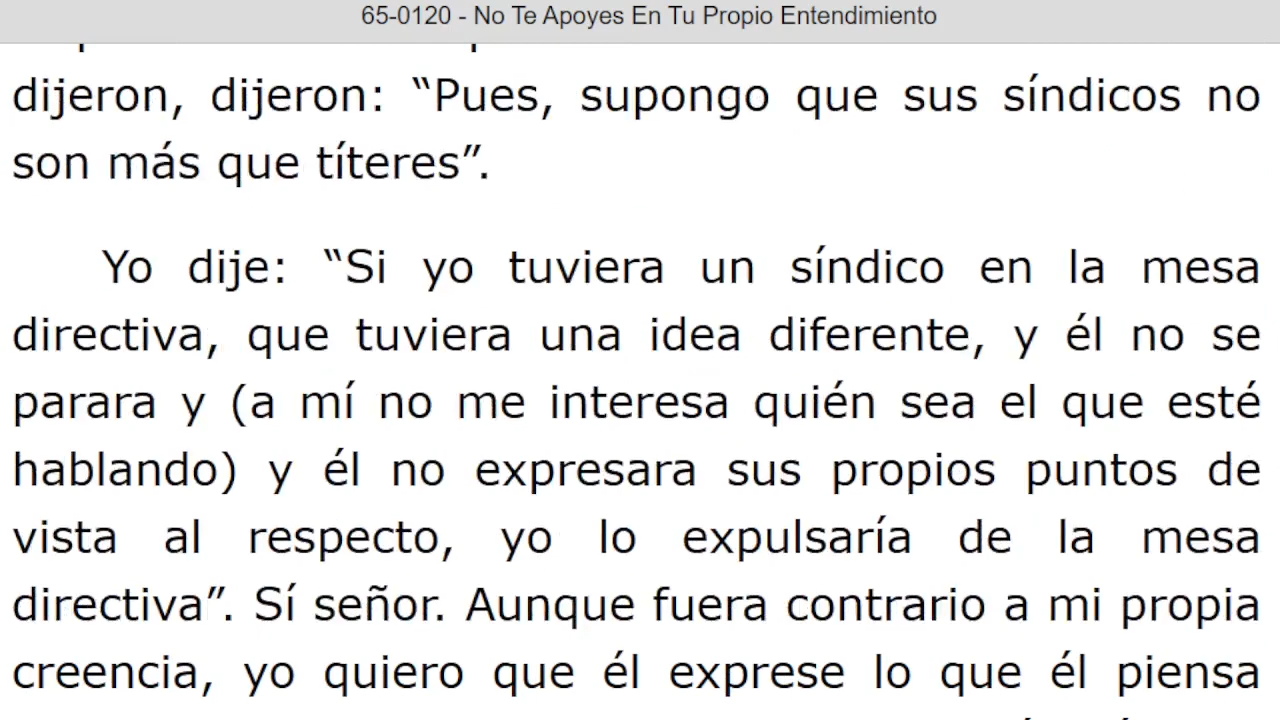 65-0120 - No Te Apoyes En Tu Propio Entendimiento
dijeron, dijeron: “Pues, supongo que sus síndicos no
son más que títeres”.
Yo dije: “Si yo tuviera un síndico en la mesa
directiva, que tuviera una idea diferente, y él no se
parara y (a mí no me interesa quién sea el que esté
hablando) y él no expresara sus propios puntos de
vista al respecto, yo lo expulsaría de la mesa
directiva”. Sí señor. Aunque fuera contrario a mi propia
creencia, yo quiero que él exprese lo que él piensa